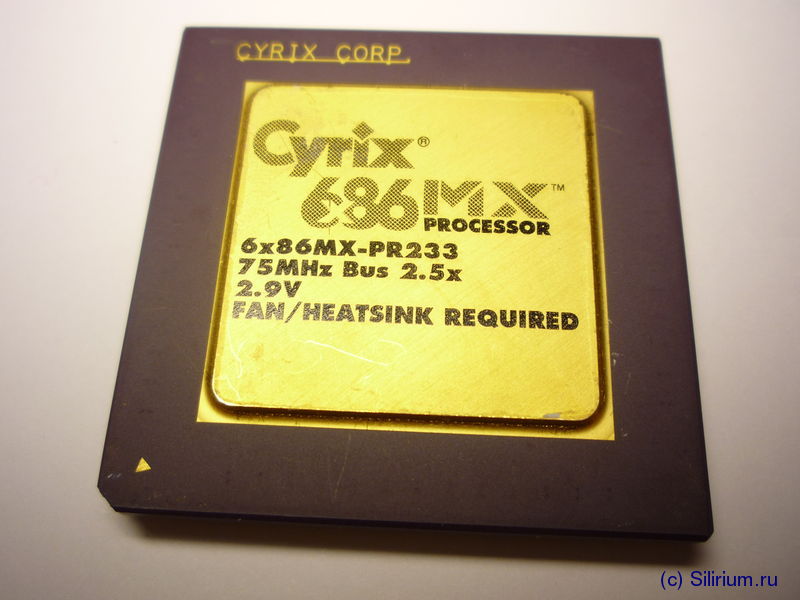 CYRIX CORP.
Cyrix®
6x86MX™
PROCESSOR
6x86MX-PR233
75MHz Bus 2.5x
2.9V
FAN/HEATSINK REQUIRED
(c) Silirium.ru